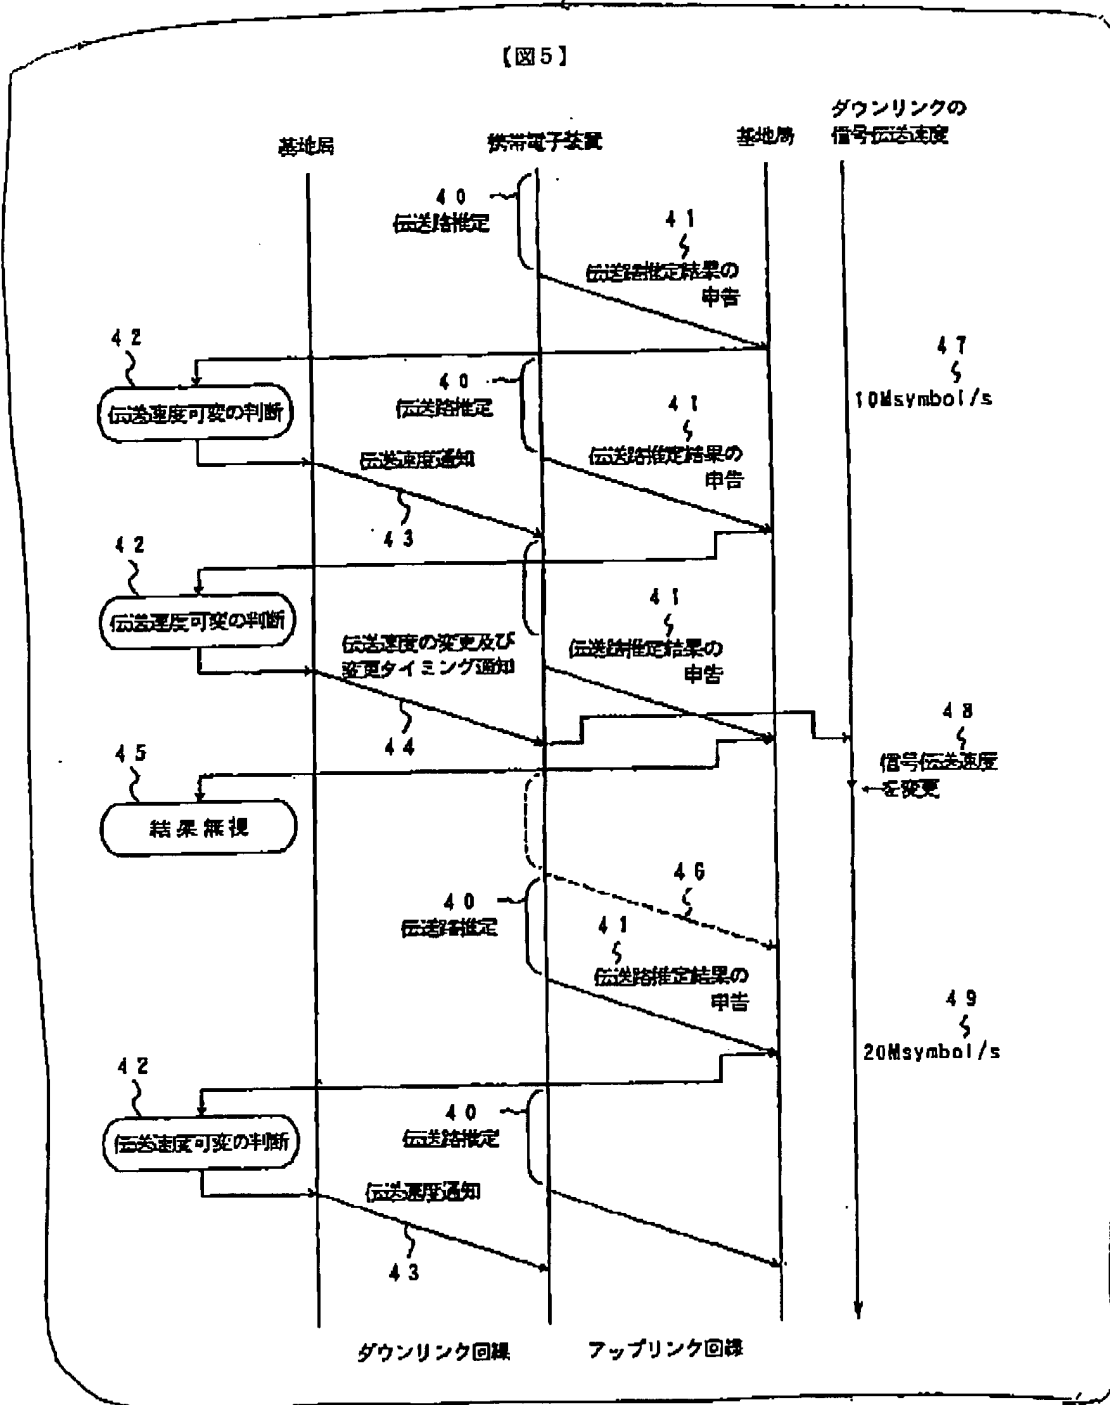 【図5】
基地局
携帯電子装置
基地局
ダウンリンクの
信号伝送速度
40
伝送路推定
41
伝送路推定結果の
申告
42
伝送速度可変の判断
40
伝送路推定
47
10Msymbol/s
41
伝送路推定結果の
申告
伝送速度通知
43
42
伝送速度可変の判断
41
伝送路推定結果の
申告
伝送速度の変更及び
変更タイミング通知
44
48
信号伝送速度
を変更
45
結果無視
46
40
伝送路推定
41
伝送路推定結果の
申告
49
20Msymbol/s
42
伝送速度可変の判断
40
伝送路推定
伝送速度通知
43
ダウンリンク回線
アップリンク回線